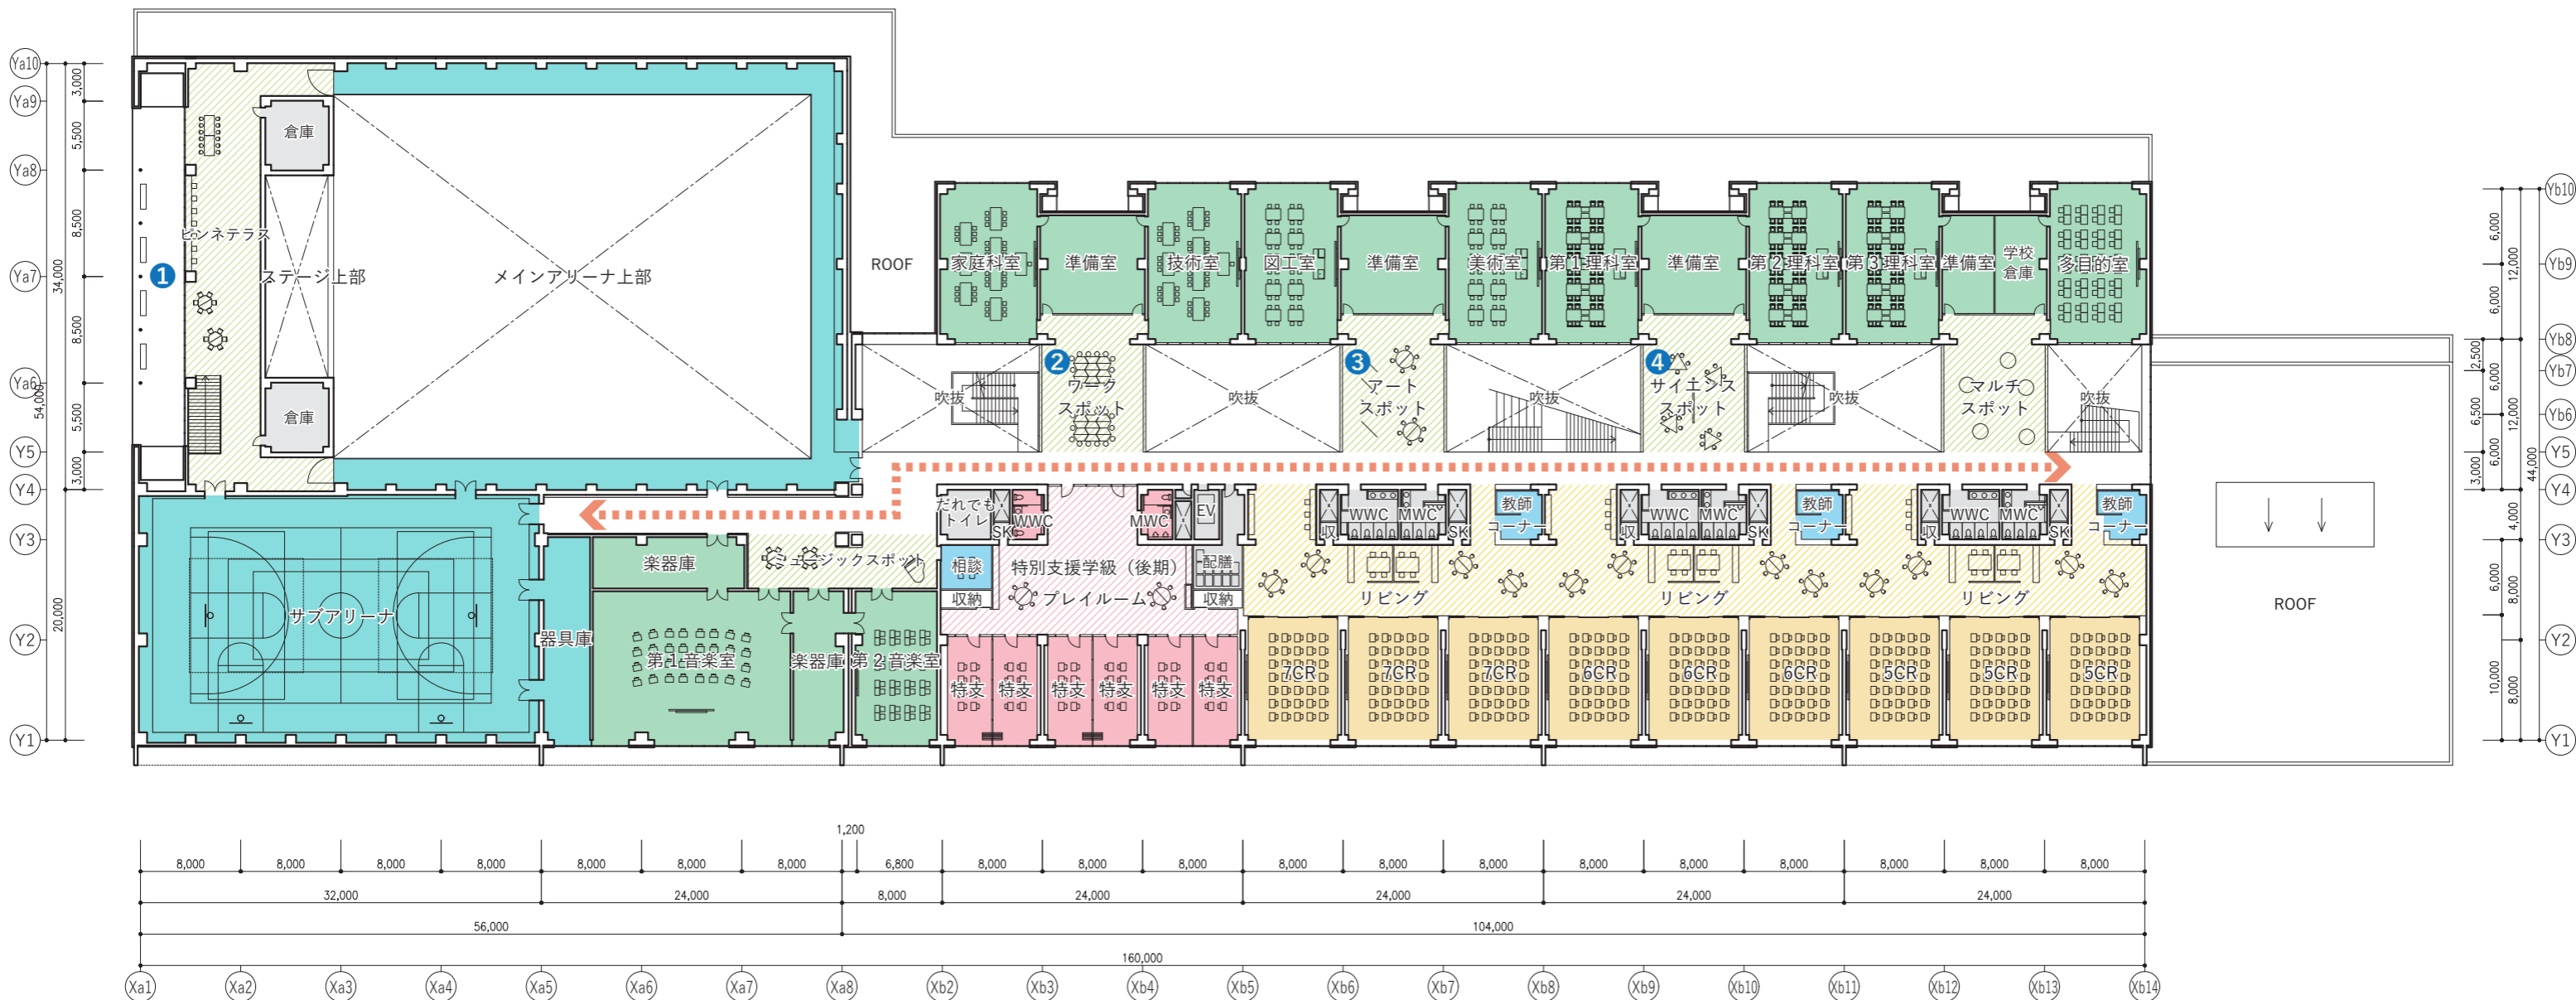 Ya10
Ya9
Ya8
Ya7
Ya6
Y5
Y4
Y3
Y2
Y1
3,000
5,500
8,500
8,500
5,500
3,000
34,000
54,000
20,000
倉庫
ピンネテラス
ステージ上部
メインアリーナ上部
倉庫
1
ROOF
家庭科室
準備室
技術室
図工室
準備室
美術室
第1理科室
準備室
第2理科室
第3理科室
準備室
学校
倉庫
多目的室
吹抜
2
ワーク
スポット
吹抜
3
アート
スポット
吹抜
4
サイエンス
スポット
吹抜
マルチ
スポット
吹抜
サブアリーナ
器具庫
楽器庫
第1音楽室
楽器庫
ミュージックスポット
第2音楽室
だれでも
トイレ
SK
WWC
MWC
EV
相談
収納
特別支援学級（後期）
プレイルーム
配膳
収納
特支
特支
特支
特支
特支
特支
収
WWC
MWC
SK
教師
コーナー
リビング
収
WWC
MWC
SK
教師
コーナー
リビング
収
WWC
MWC
SK
教師
コーナー
リビング
7CR
7CR
7CR
6CR
6CR
6CR
5CR
5CR
5CR
ROOF
Yb10
Yb9
Yb8
Yb7
Yb6
Y5
Y4
Y3
Y2
Y1
6,000
6,000
12,000
2,500
6,500
3,000
6,000
12,000
6,000
44,000
4,000
6,000
8,000
10,000
8,000
1,200
8,000
8,000
8,000
8,000
8,000
8,000
8,000
6,800
8,000
8,000
8,000
8,000
8,000
8,000
8,000
8,000
8,000
8,000
8,000
8,000
32,000
24,000
8,000
24,000
24,000
24,000
24,000
56,000
104,000
160,000
Xa1
Xa2
Xa3
Xa4
Xa5
Xa6
Xa7
Xa8
Xb2
Xb3
Xb4
Xb5
Xb6
Xb7
Xb8
Xb9
Xb10
Xb11
Xb12
Xb13
Xb14